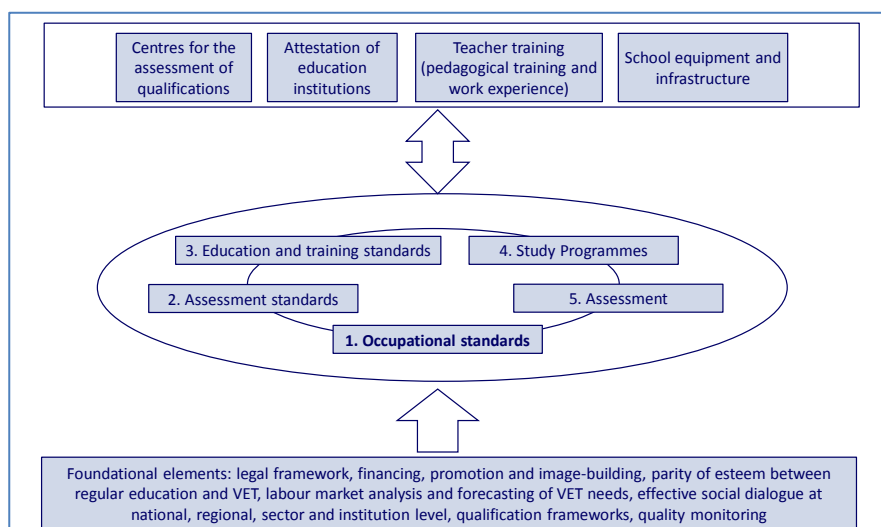 Centres for the
assessment of
qualifications
Attestation of
education
institutions
Teacher training
(pedagogical training and
work experience)
School equipment and
infrastructure
3. Education and training standards
4. Study Programmes
2. Assessment standards
5. Assessment
1. Occupational standards
Foundational elements: legal framework, financing, promotion and image-building, parity of esteem between
regular education and VET, labour market analysis and forecasting of VET needs, effective social dialogue at
national, regional, sector and institution level, qualification frameworks, quality monitoring